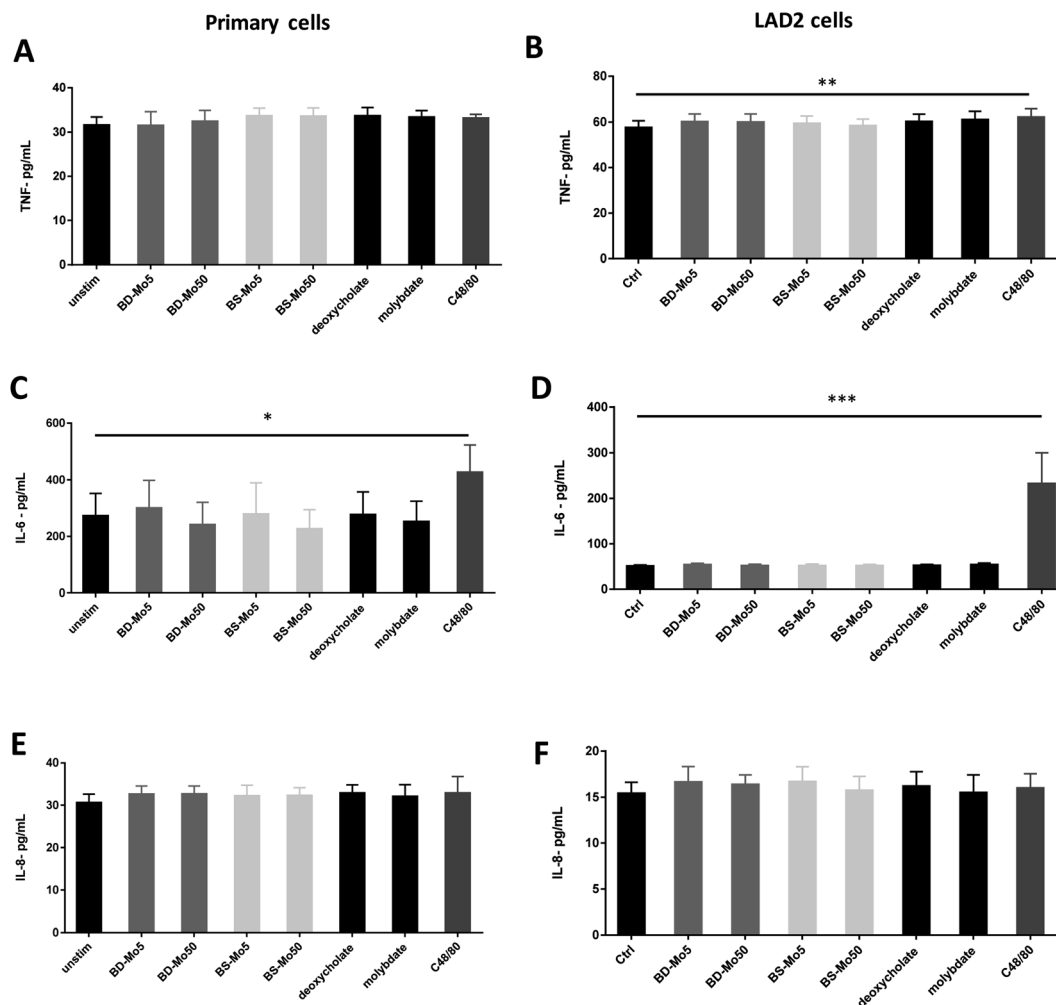 Primary cells
LAD2 cells
A
TNF- pg/mL
40
30
20
10
0
unstim
BD-Mo5
BD-Mo50
BS-Mo5
BS-Mo50
deoxycholate
molybdate
C48/80
B
TNF- pg/mL
80
60
40
20
0
**
Ctrl
BD-Mo5
BD-Mo50
BS-Mo5
BS-Mo50
deoxycholate
molybdate
C48/80
C
IL-6 - pg/mL
600
400
200
0
*
unstim
BD-Mo5
BD-Mo50
BS-Mo5
BS-Mo50
deoxycholate
molybdate
C48/80
D
IL-6 - pg/mL
400
300
200
100
0
***
Ctrl
BD-Mo5
BD-Mo50
BS-Mo5
BS-Mo50
deoxycholate
molybdate
C48/80
E
IL-8- pg/mL
40
30
20
10
0
unstim
BD-Mo5
BD-Mo50
BS-Mo5
BS-Mo50
deoxycholate
molybdate
C48/80
F
IL-8- pg/mL
20
15
10
5
0
Ctrl
BD-Mo5
BD-Mo50
BS-Mo5
BS-Mo50
deoxycholate
molybdate
C48/80